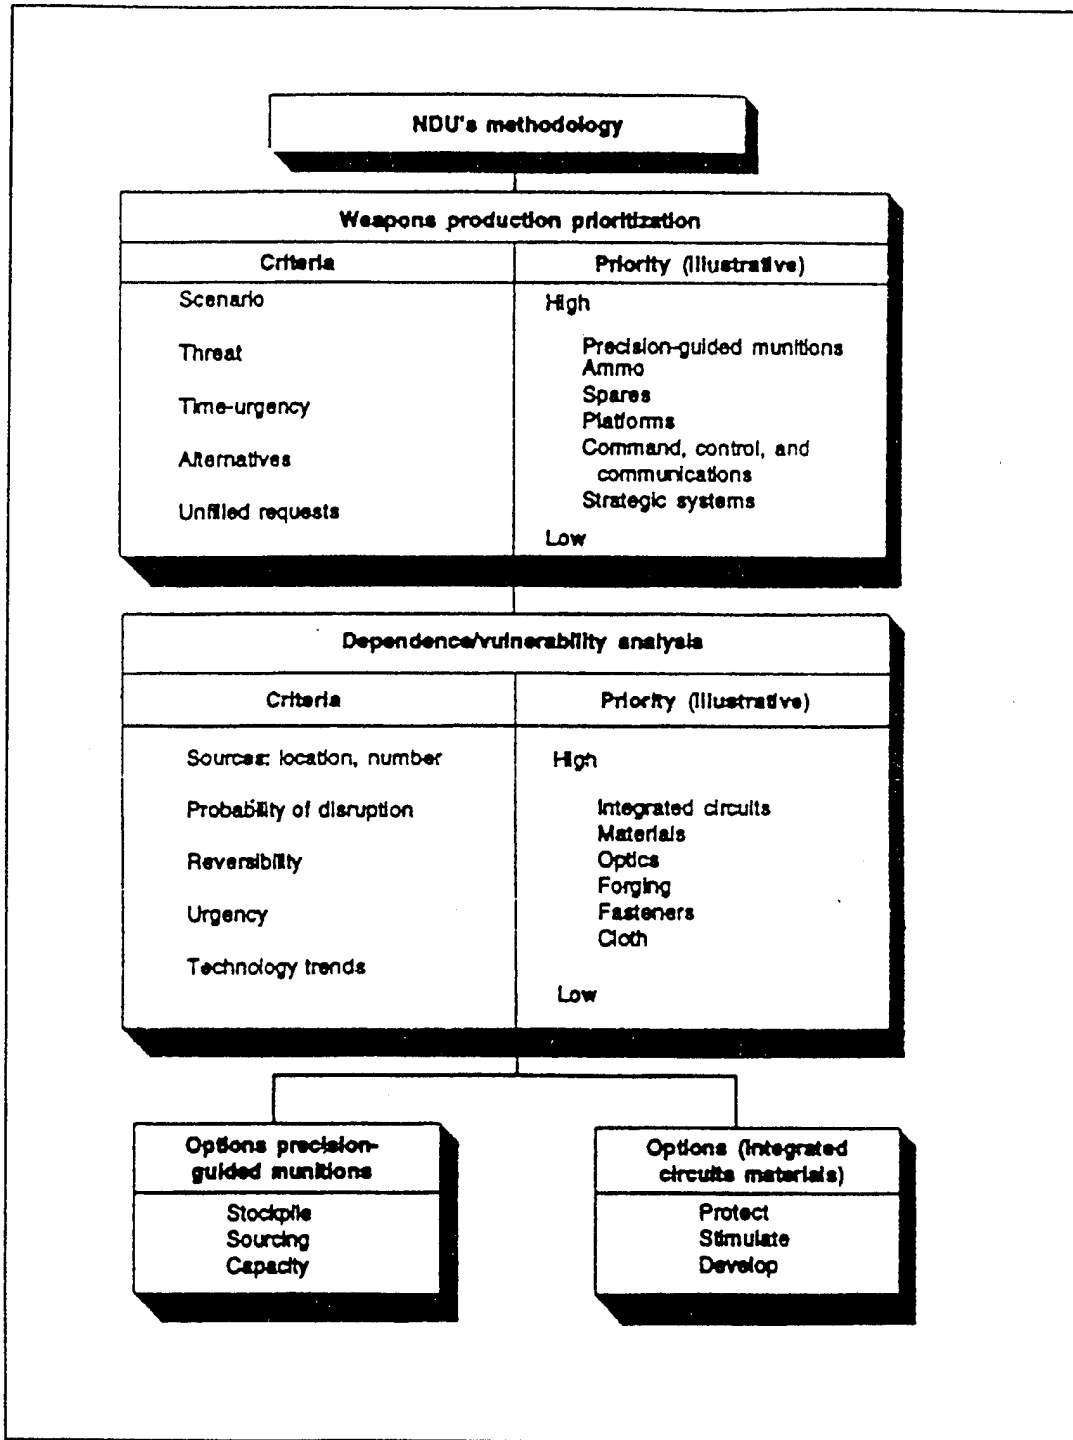 NDU's methodology
Weapons production prioritization
Criteria
Priority (Illustrative)
Scenario
Threat
Time-urgency
Alternatives
Unfilled requests
High
Precision-guided munitions
Ammo
Spares
Platforms
Command, control, and
communications
Strategic systems
Low
Dependence/vulnerability analysis
Criteria
Priority (Illustrative)
Sources: location, number
Probability of disruption
Reversibility
Urgency
Technology trends
High
Integrated circuits
Materials
Optics
Forging
Fasteners
Cloth
Low
Options precision-
guided munitions
Stockpile
Sourcing
Capacity
Options (Integrated
circuits materials)
Protect
Stimulate
Develop